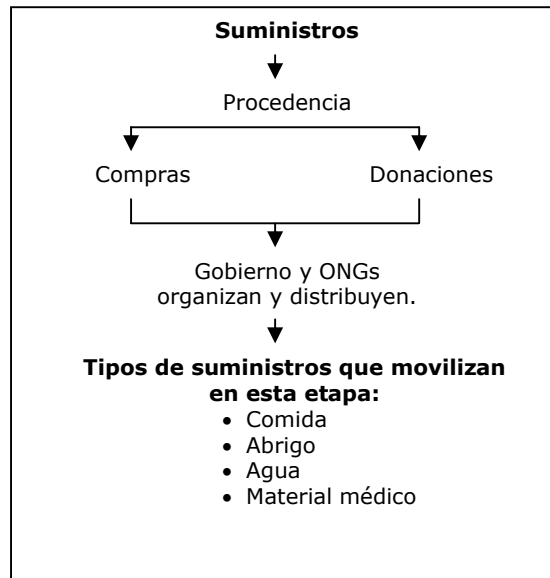 Suministros
Procedencia
Compras Donaciones
Gobierno y ONGs
organizan y distribuyen.
Tipos de suministros que movilizan
en esta etapa:
• Comida
• Abrigo
• Agua
• Material médico